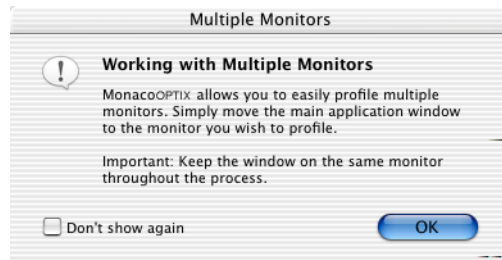 Multiple Monitors
Working with Multiple Monitors
MonacoOPTIX allows you to easily profile multiple
monitors. Simply move the main application window
to the monitor you wish to profile.
Important: Keep the window on the same monitor
throughout the process.
Don't show again
OK